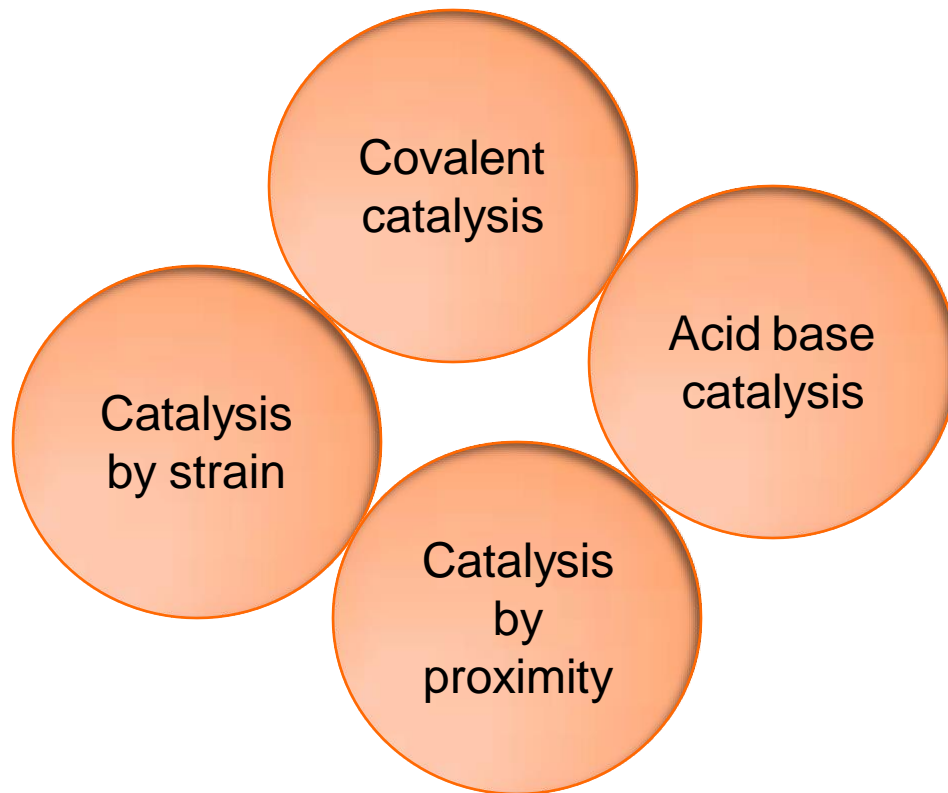 Covalent
catalysis
Acid base
catalysis
Catalysis
by strain
Catalysis
by
proximity